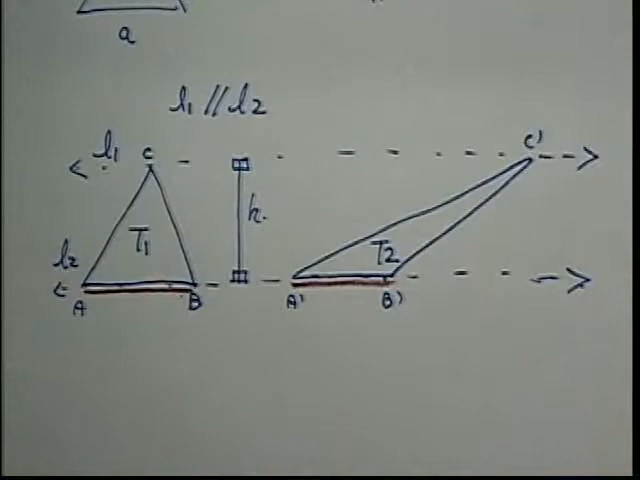 a
l1 // l2
l1 C C'
h.
T1 T2
l2
A B A' B'